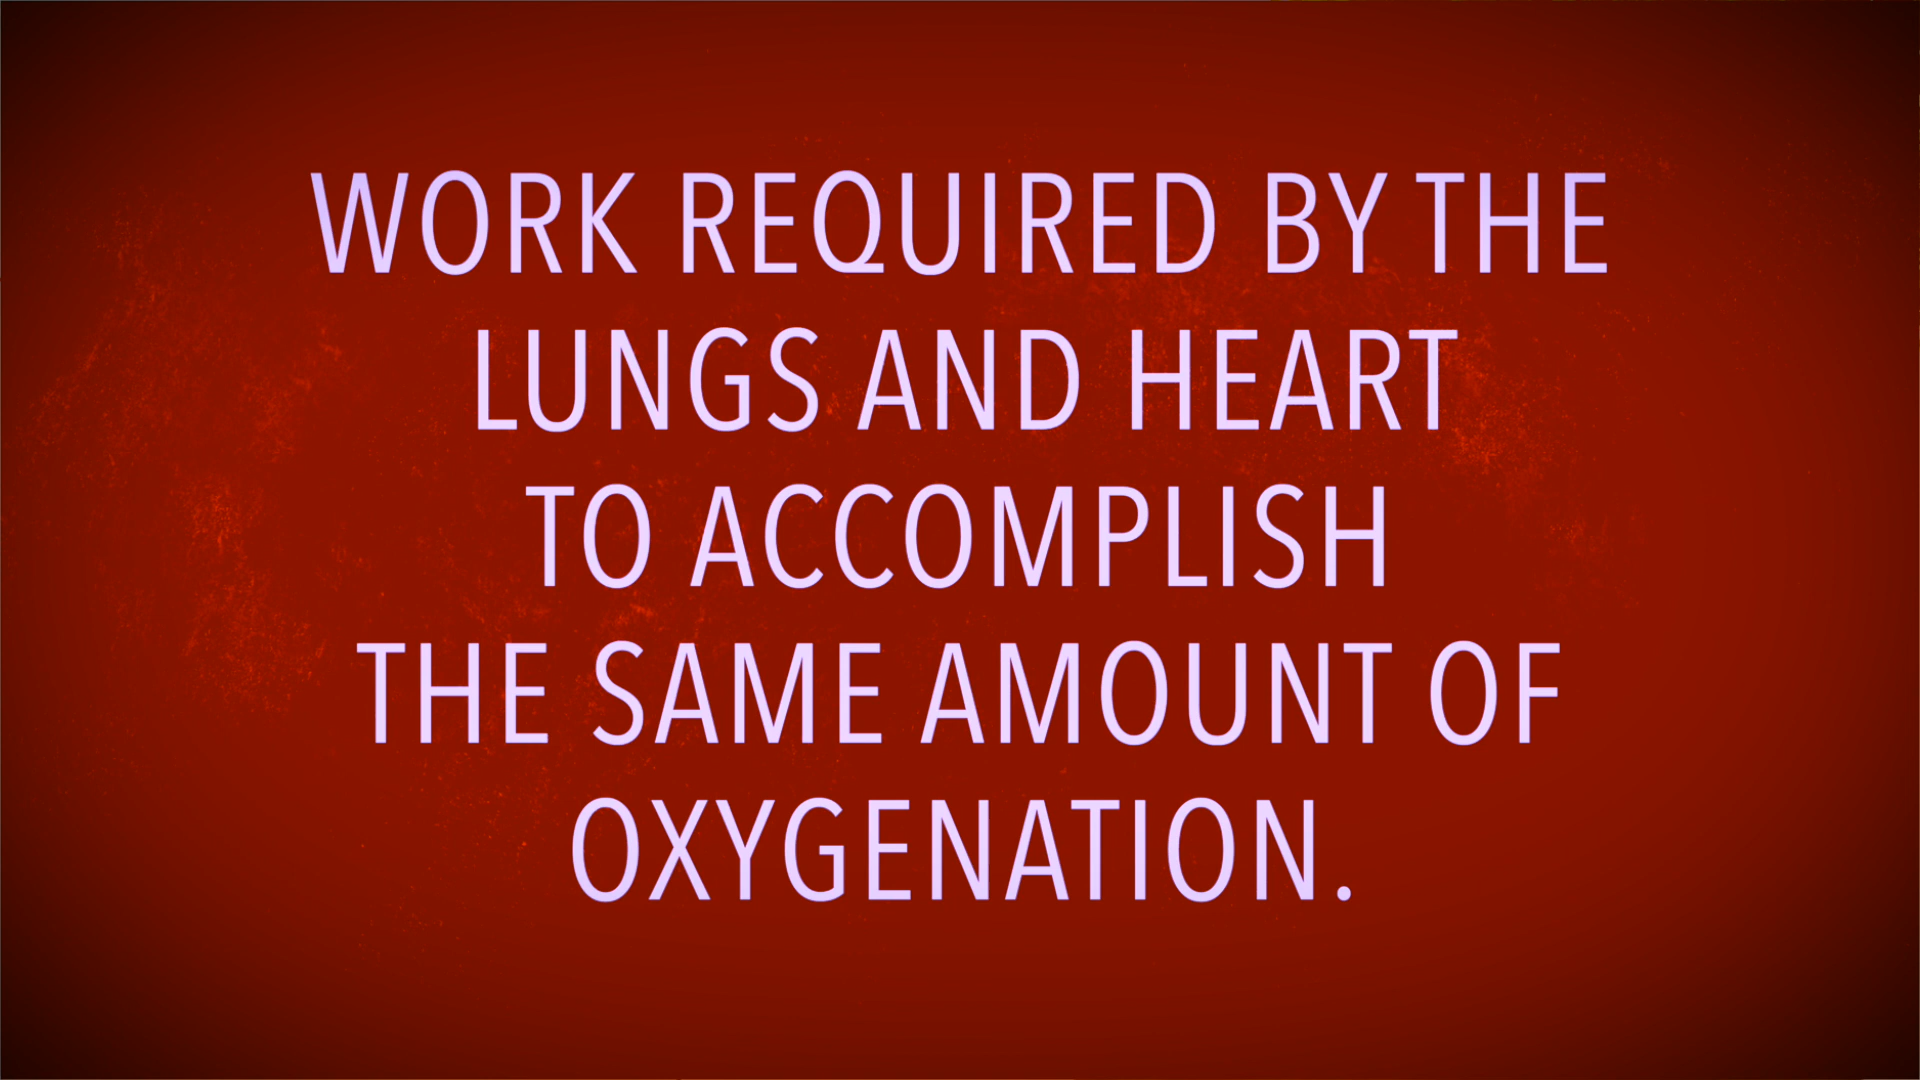 WORK REQUIRED BY THE
LUNGS AND HEART
TO ACCOMPLISH
THE SAME AMOUNT OF
OXYGENATION.